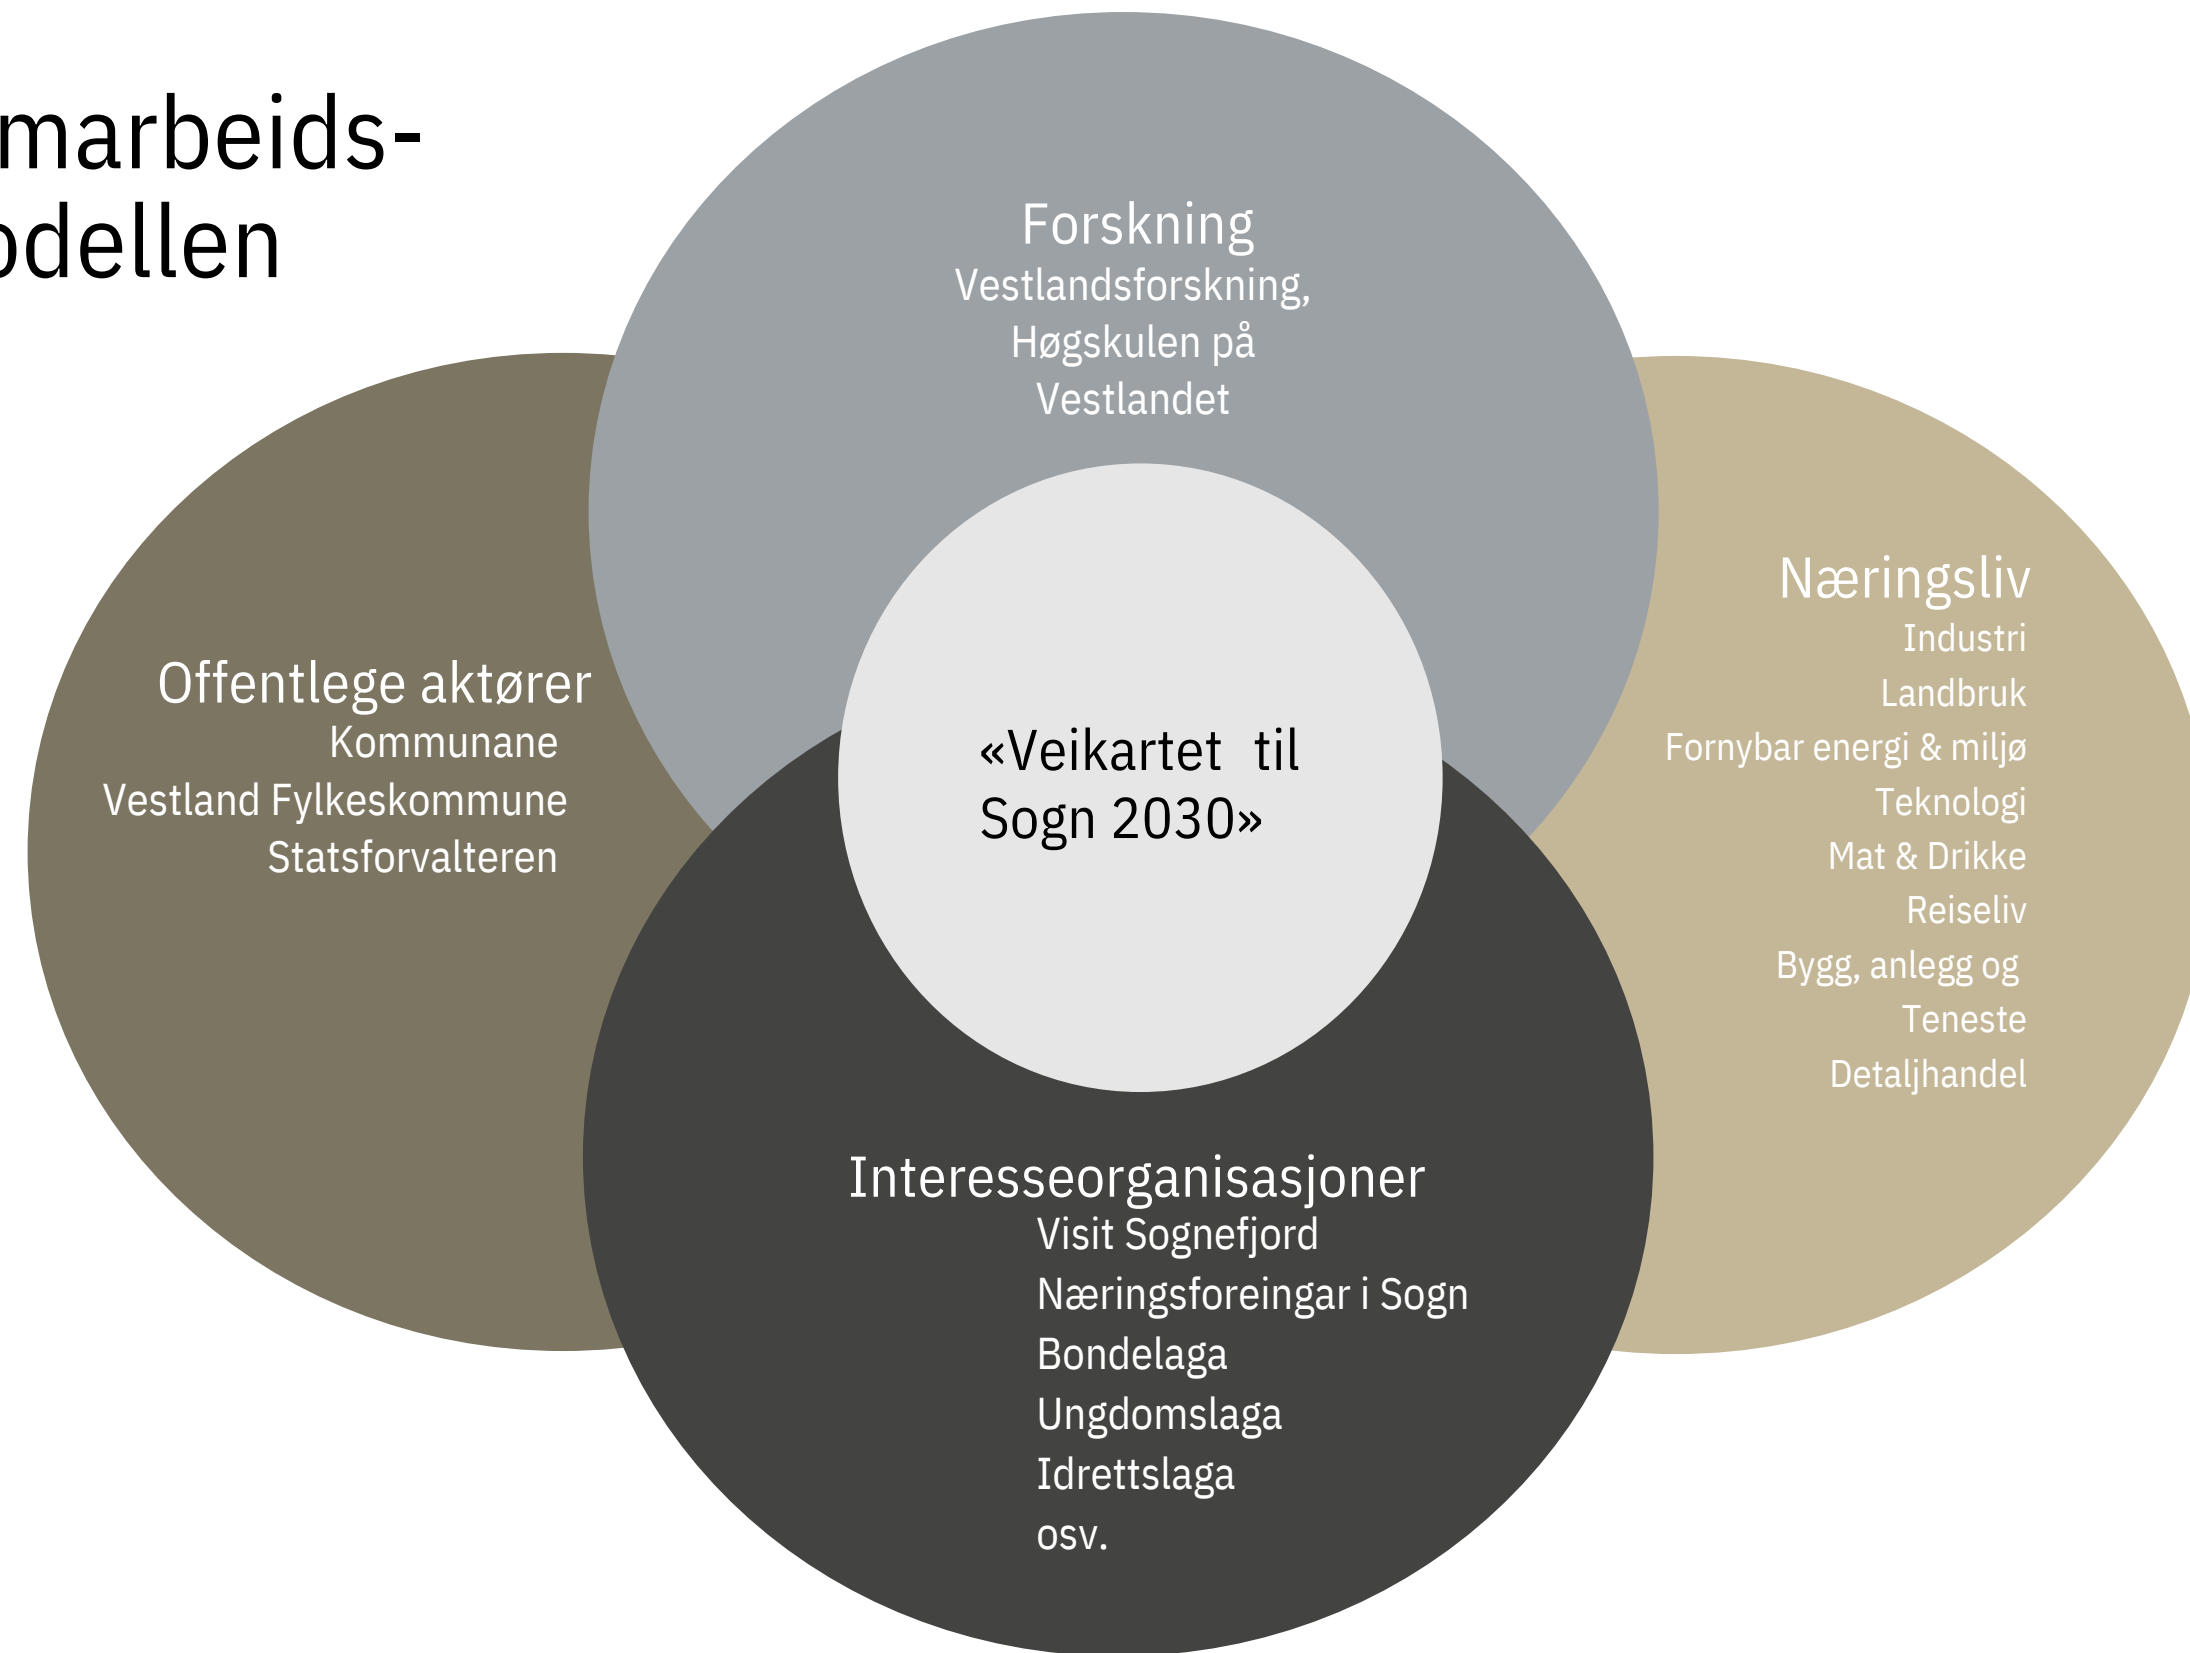 marbeids-
odellen
Forskning
Vestlandsforskning,
Høgskulen på
Vestlandet
Offentlege aktører
Kommunane
Vestland Fylkeskommune
Statsforvalteren
«Veikartet til
Sogn 2030»
Næringsliv
Industri
Landbruk
Fornybar energi & miljø
Teknologi
Mat & Drikke
Reiseliv
Bygg, anlegg og
Teneste
Detaljhandel
Interesseorganisasjoner
Visit Sognefjord
Næringsforeingar i Sogn
Bondelaga
Ungdomslaga
Idrettslaga
osv.